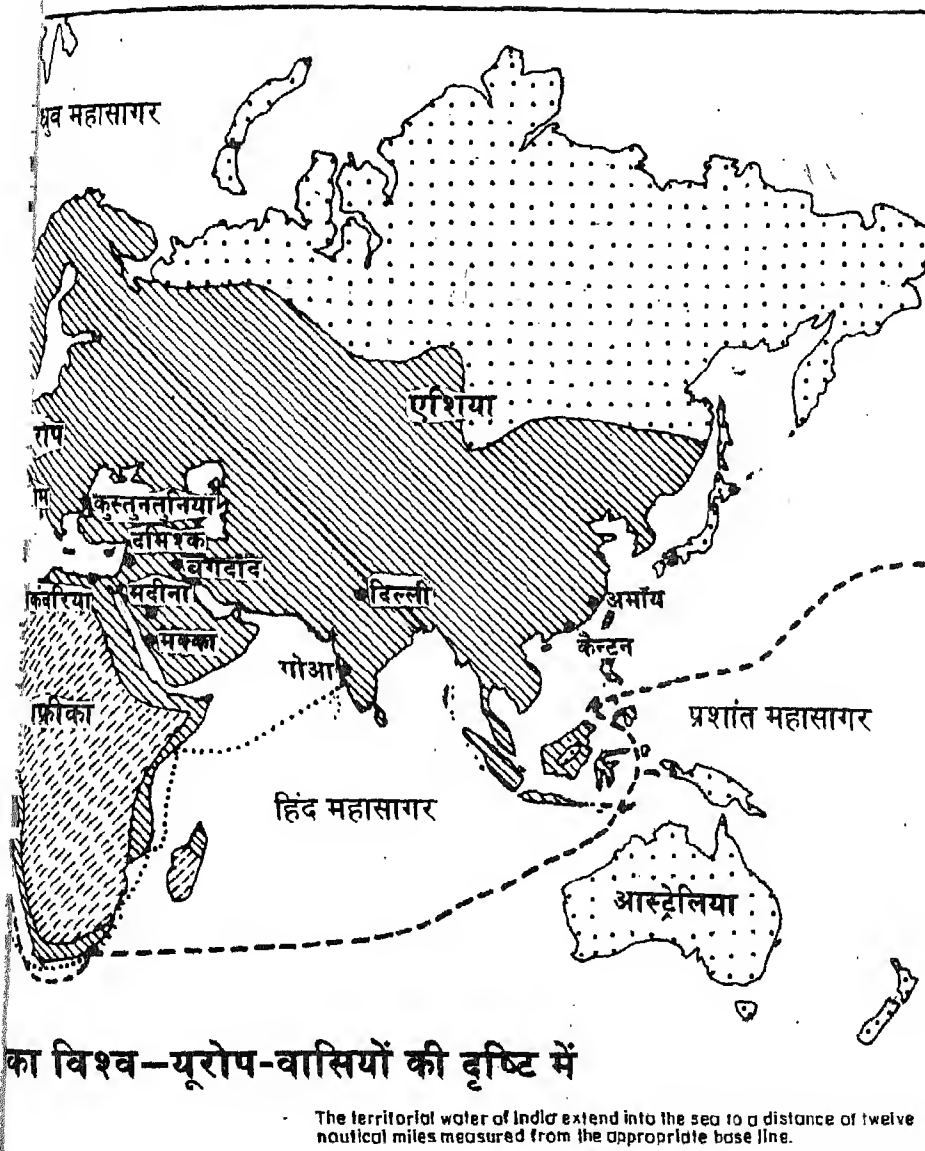 ध्रुव महासागर
एशिया
रोप
कुस्तुनतुनिया
दमिश्क
बगदाद
मदीना
दिल्ली
अमॉय
मक्का
कैन्टन
गोआ
फ्रीका
प्रशांत महासागर
हिंद महासागर
आस्ट्रेलिया
का विश्व—यूरोप-वासियों की दृष्टि में
The territorial water of India extend into the sea to a distance of twelve
nautical miles measured from the appropriate base line.